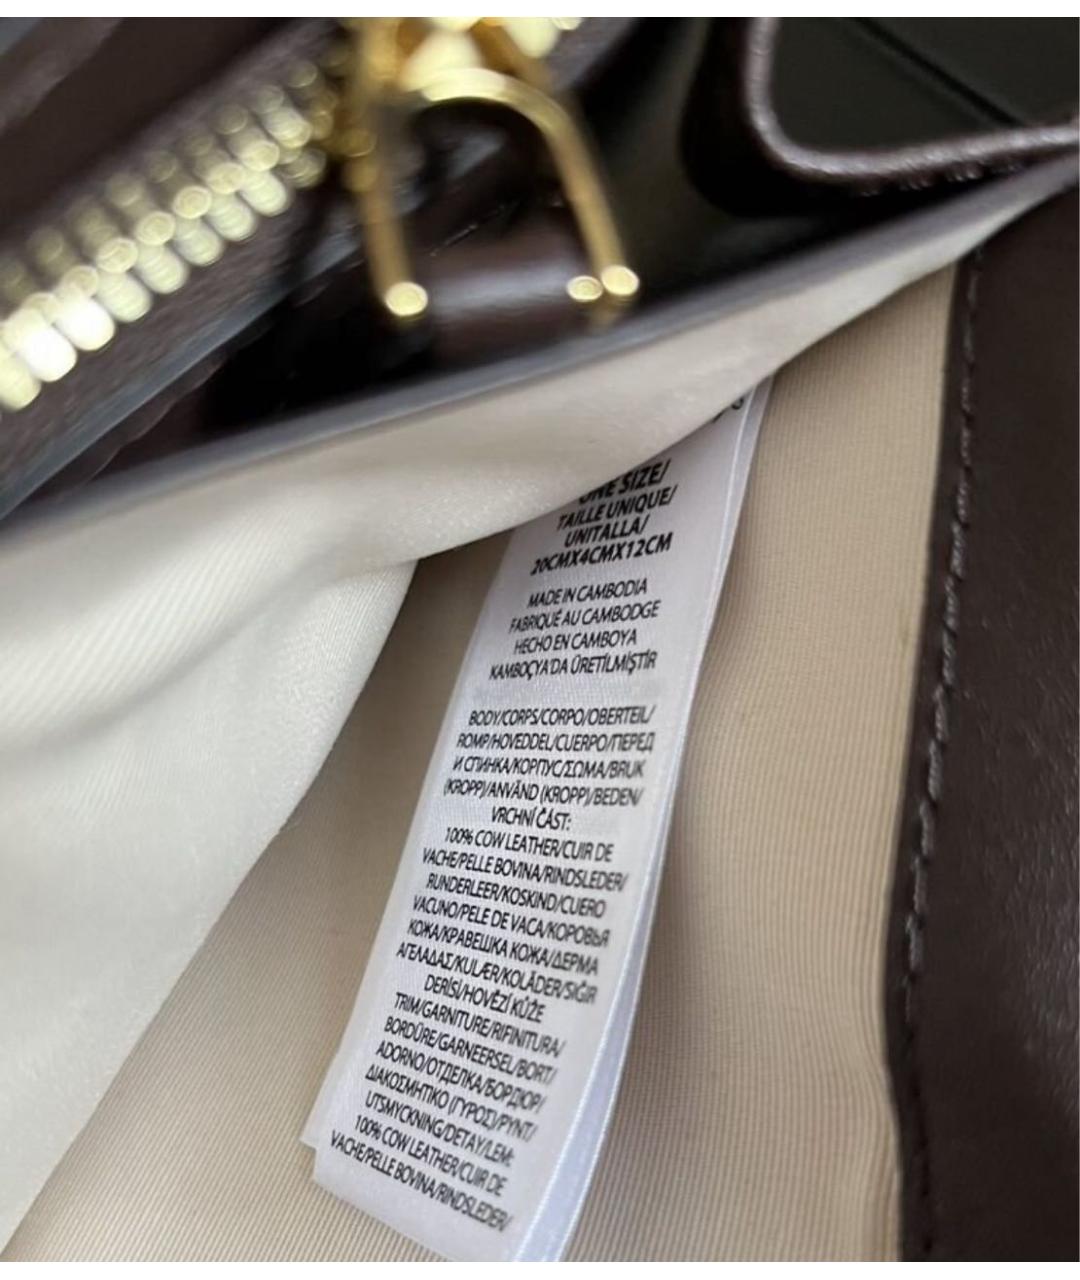 ONE SIZE/
TAILLE UNIQUE/
UNITALLA/
20CMX4CMX12CM
MADE IN CAMBODIA
FABRIQUÉ AU CAMBODGE
HECHO EN CAMBOYA
KAMBOÇYA'DA ÜRETİLMİŞTİR
BODY/CORPS/CORPO/OBERTEIL/
ROMP/HOVEDDEL/CUERPO/ПЕРЕД
И СПИНКА/КОРПУС/ΣΩΜΑ/BRUK
(KROPP)/ANVÄND (KROPP)/BEDEN/
VRCHNÍ ČÁST:
100% COW LEATHER/CUIR DE
VACHE/PELLE BOVINA/RINDSLEDER/
RUNDERLEER/KOSKIND/CUERO
VACUNO/PELE DE VACA/КОРОВЬЯ
КОЖА/КРАВЕШКА КОЖА/ΔΕΡΜΑ
ΑΓΕΛΑΔΑΣ/KULÆR/KOLÄDER/SIĞIR
DERİSİ/HOVĚZÍ KŮŽE
TRIM/GARNITURE/RIFINITURA/
BORDÜRE/GARNEERSEL/BORT/
ADORNO/ОТДЕЛКА/БОРДЮР/
ΔΙΑΚΟΣΜΗΤΙΚΟ (ΓΥΡΟΣ)/PYNT/
UTSMYCKNING/DETAY/LEM:
100% COW LEATHER/CUIR DE
VACHE/PELLE BOVINA/RINDSLEDER/